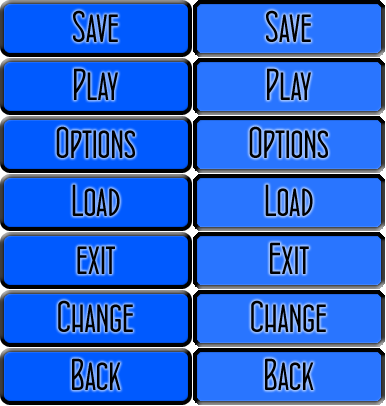 Save Save
Play Play
Options Options
Load Load
exit Exit
Change Change
Back Back